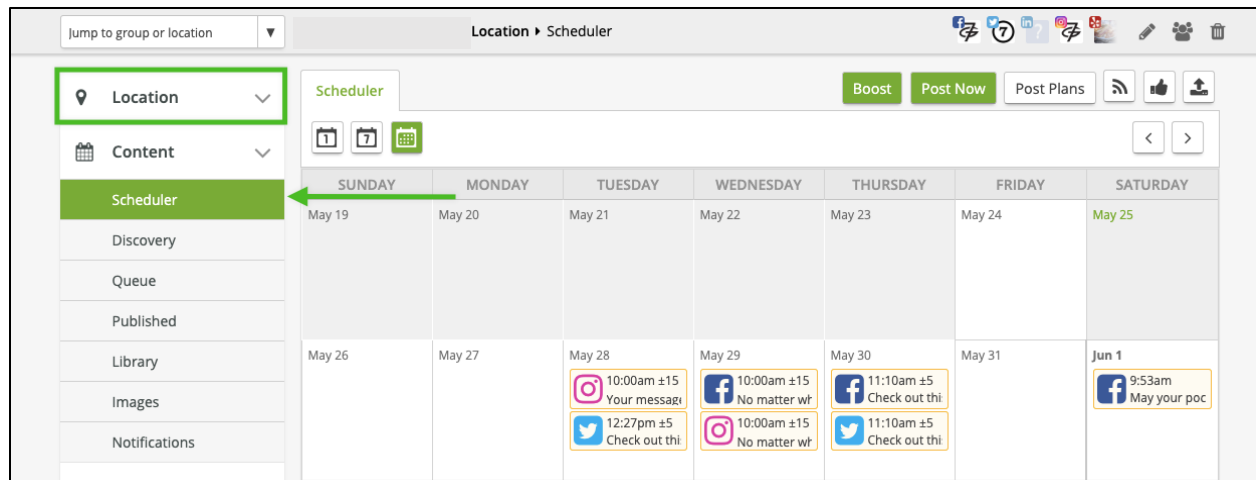 Jump to group or location
Location ▸ Scheduler
Location
Content
Scheduler
Discovery
Queue
Published
Library
Images
Notifications
Scheduler
Boost
Post Now
Post Plans
1
7
SUNDAY MONDAY TUESDAY WEDNESDAY THURSDAY FRIDAY SATURDAY
May 19 May 20 May 21 May 22 May 23 May 24 May 25
May 26 May 27 May 28 May 29 May 30 May 31 Jun 1
10:00am ±15
Your message
12:27pm ±5
Check out thi
10:00am ±15
No matter wh
10:00am ±15
No matter wh
11:10am ±5
Check out thi
11:10am ±5
Check out thi
9:53am
May your poc